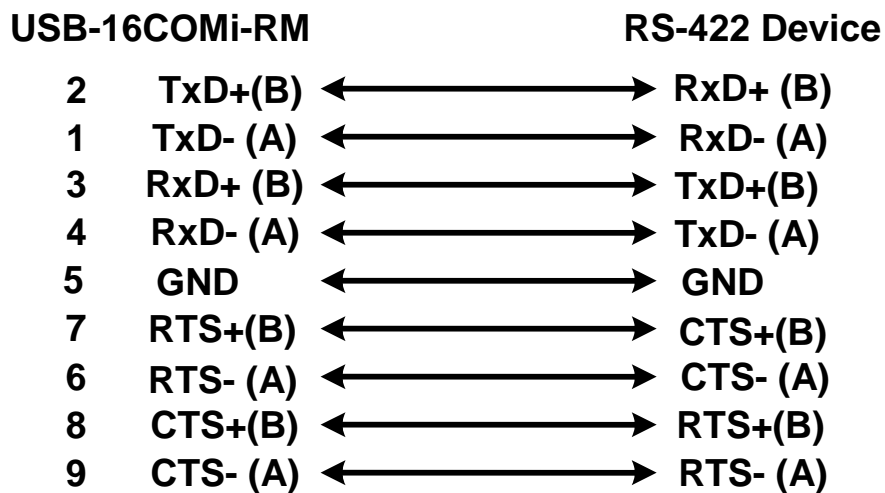 USB-16COMi-RM RS-422 Device
2 TxD+(B) RxD+ (B)
1 TxD- (A) RxD- (A)
3 RxD+ (B) TxD+(B)
4 RxD- (A) TxD- (A)
5 GND GND
7 RTS+(B) CTS+(B)
6 RTS- (A) CTS- (A)
8 CTS+(B) RTS+(B)
9 CTS- (A) RTS- (A)